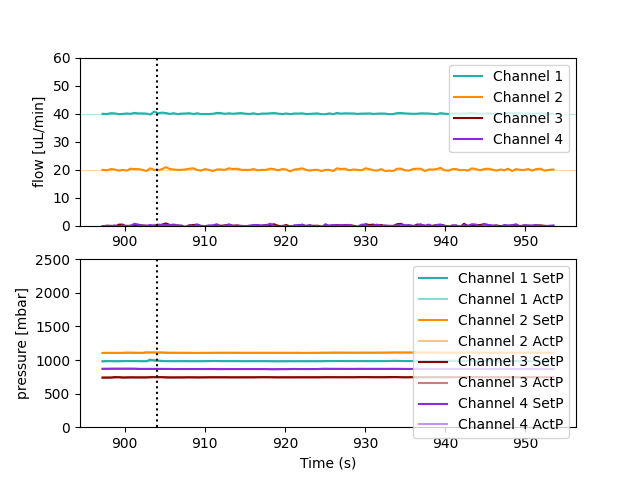 60
50
40
30
20
10
0
flow [uL/min]
Channel 1
Channel 2
Channel 3
Channel 4
900 910 920 930 940 950
2500
2000
1500
1000
500
0
pressure [mbar]
Channel 1 SetP
Channel 1 ActP
Channel 2 SetP
Channel 2 ActP
Channel 3 SetP
Channel 3 ActP
Channel 4 SetP
Channel 4 ActP
900 910 920 930 940 950
Time (s)